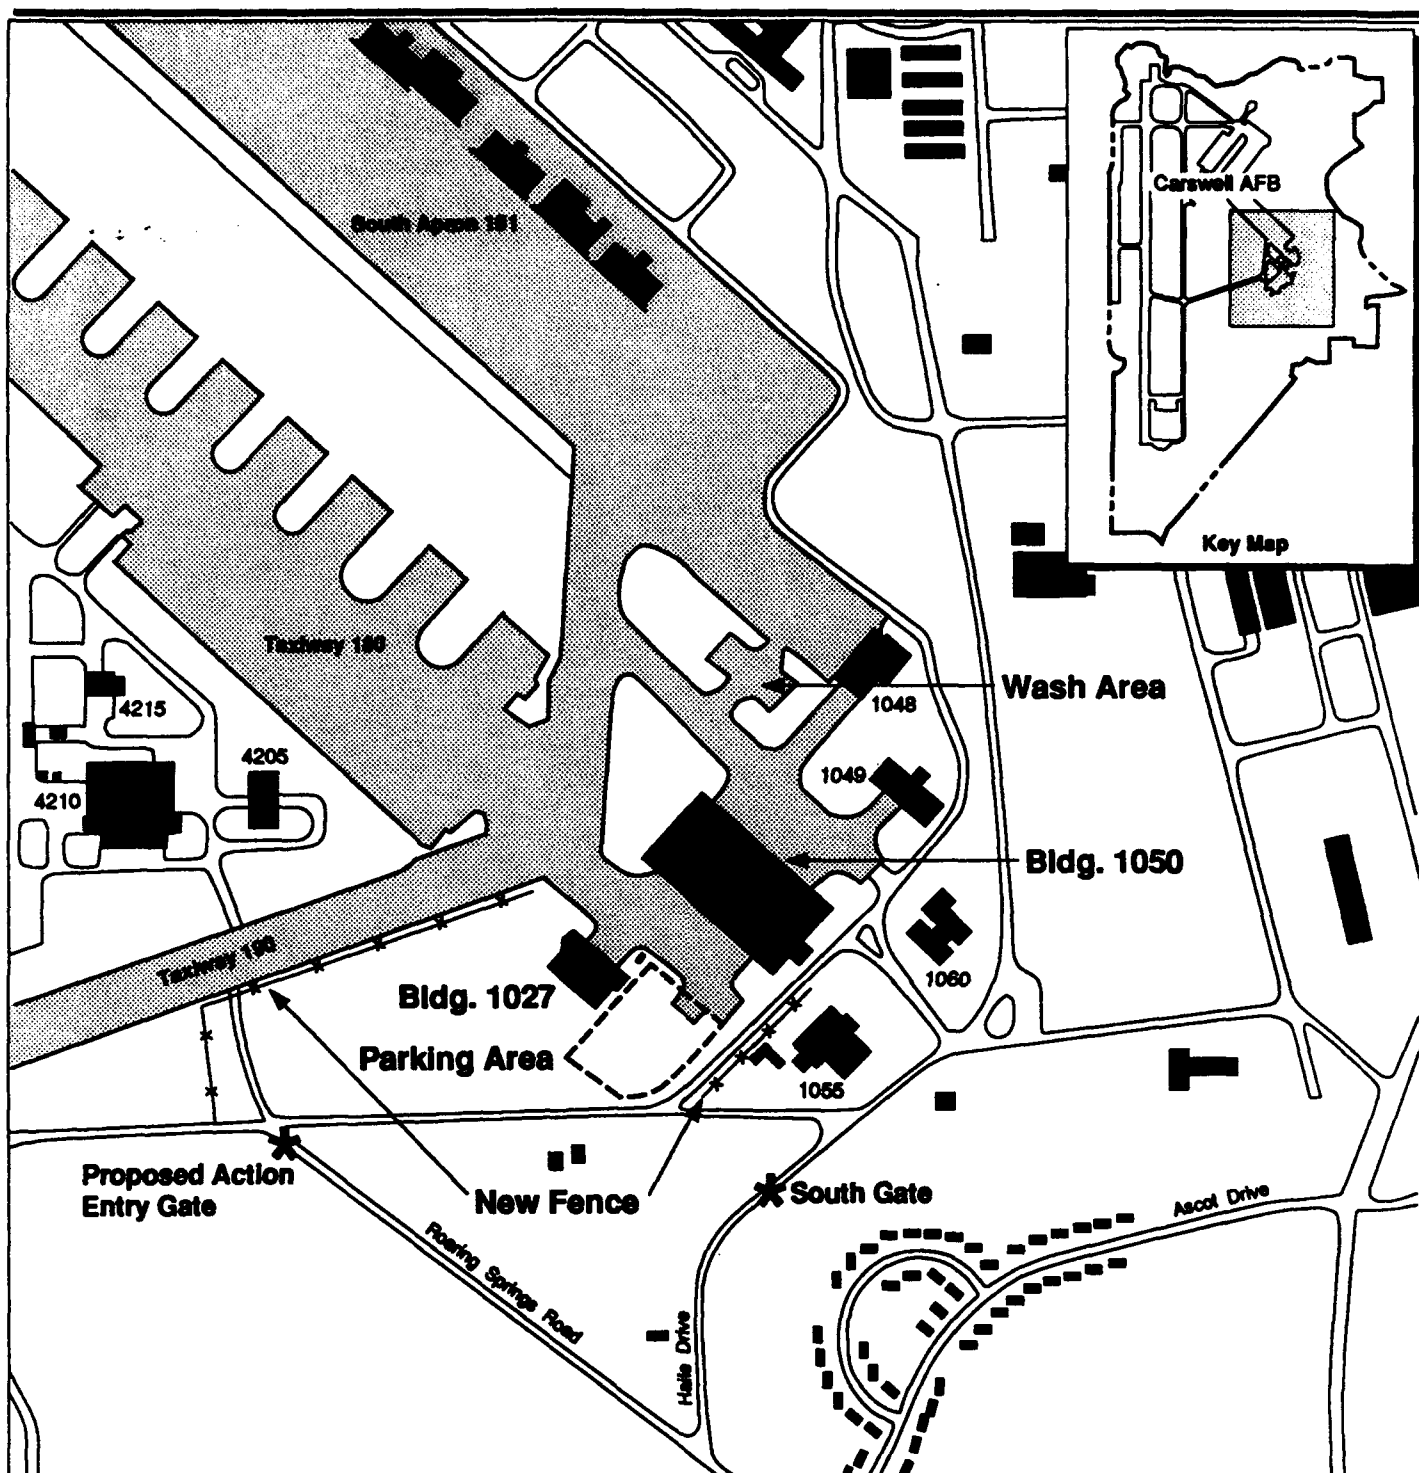 South Apron 181
Carswell AFB
Key Map
Taxiway 190
Wash Area
1048
4215
4205
1049
4210
Bldg. 1050
Taxiway 190
1060
Bldg. 1027
Parking Area
1055
Proposed Action
Entry Gate
New Fence
South Gate
Ascot Drive
Roaring Springs Road
Halle Drive